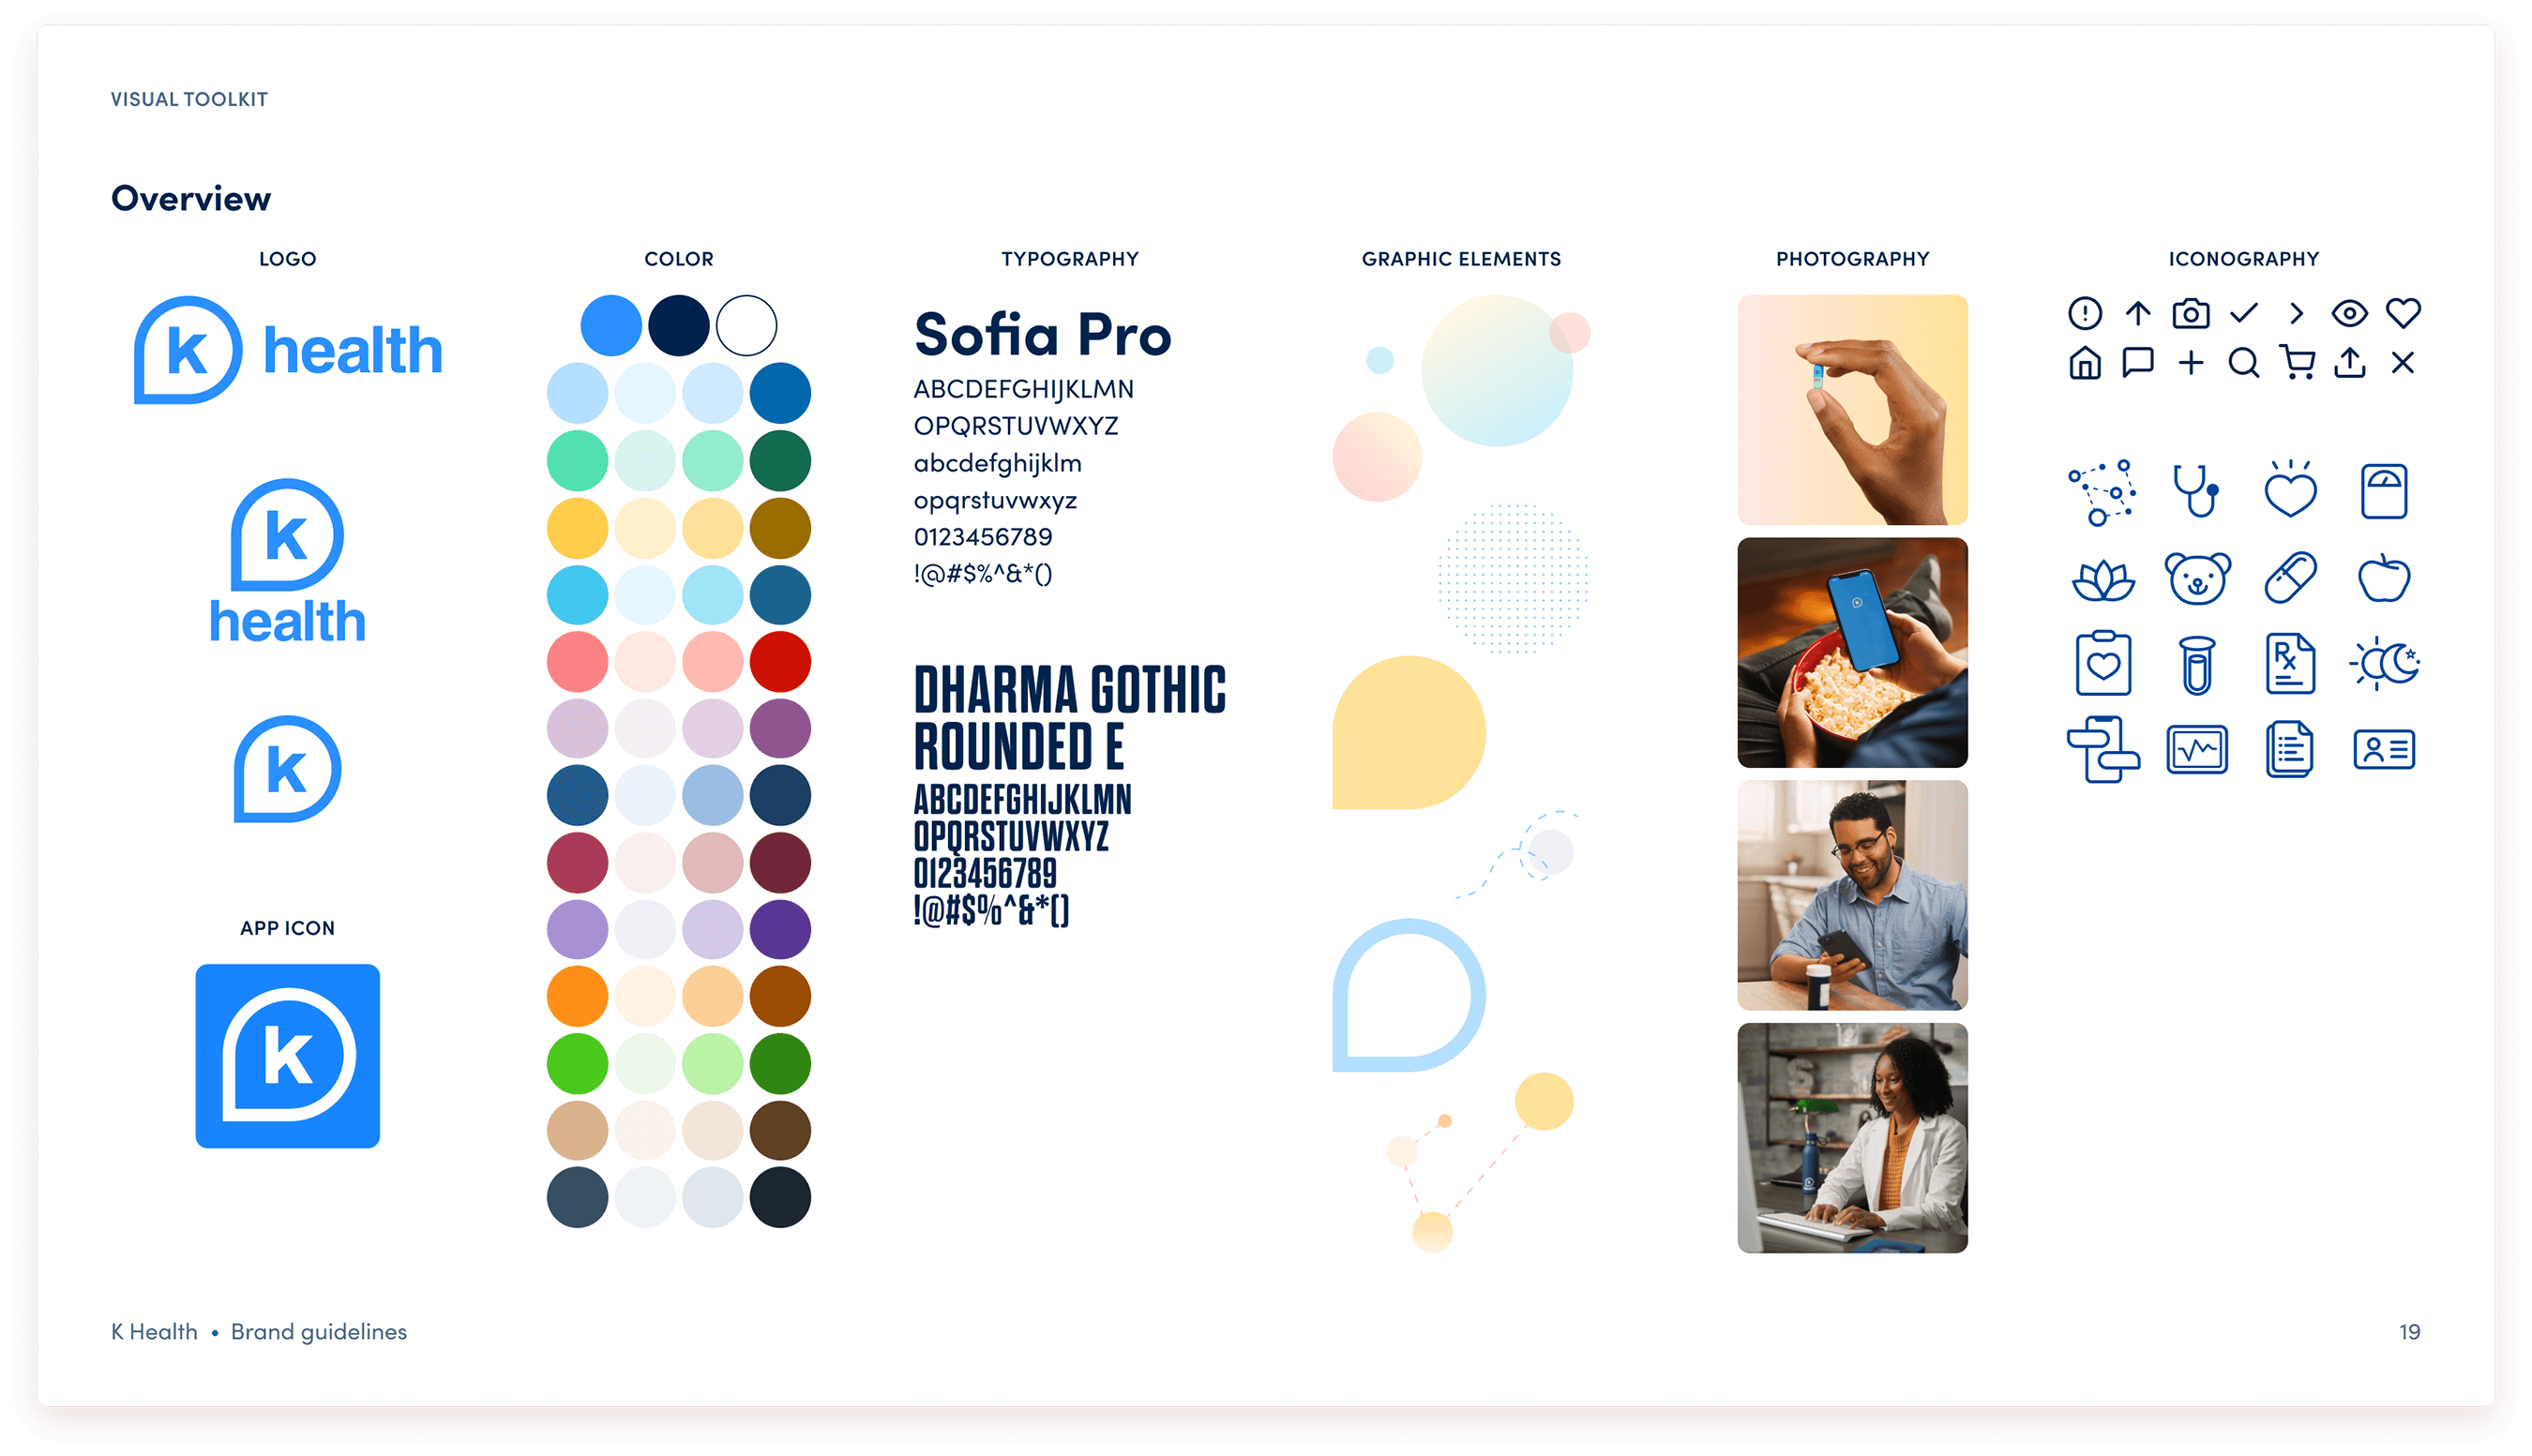 VISUAL TOOLKIT
Overview
LOGO
k health
k
health
k
APP ICON
k
COLOR
TYPOGRAPHY
Sofia Pro
ABCDEFGHIJKLMN
OPQRSTUVWXYZ
abcdefghijklm
opqrstuvwxyz
0123456789
!@#$%^&*()
DHARMA GOTHIC
ROUNDED E
ABCDEFGHIJKLMN
OPQRSTUVWXYZ
0123456789
!@#$%^&*()
GRAPHIC ELEMENTS
PHOTOGRAPHY
ICONOGRAPHY
Rx
K Health • Brand guidelines
19